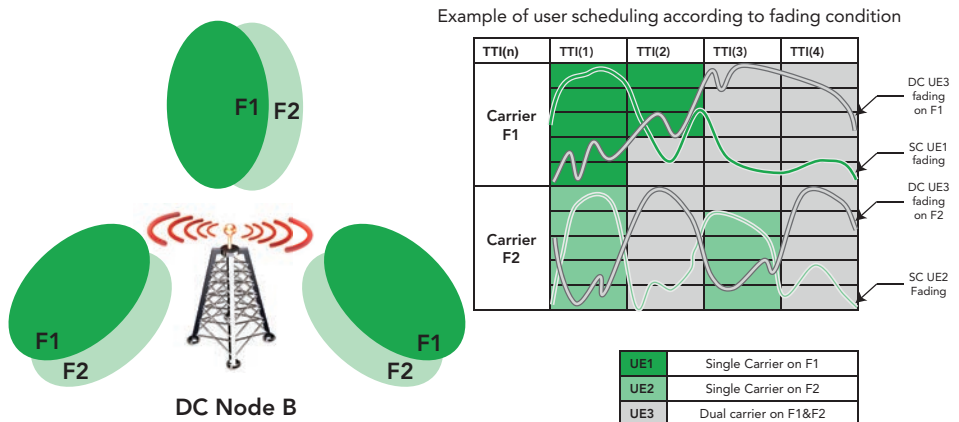 Example of user scheduling according to fading condition
F1
F2
F1
F2
F1
F2
DC Node B
TTI(n)
TTI(1)
TTI(2)
TTI(3)
TTI(4)
Carrier
F1
Carrier
F2
DC UE3
fading
on F1
SC UE1
fading
DC UE3
fading
on F2
SC UE2
Fading
UE1 Single Carrier on F1
UE2 Single Carrier on F2
UE3 Dual carrier on F1&F2